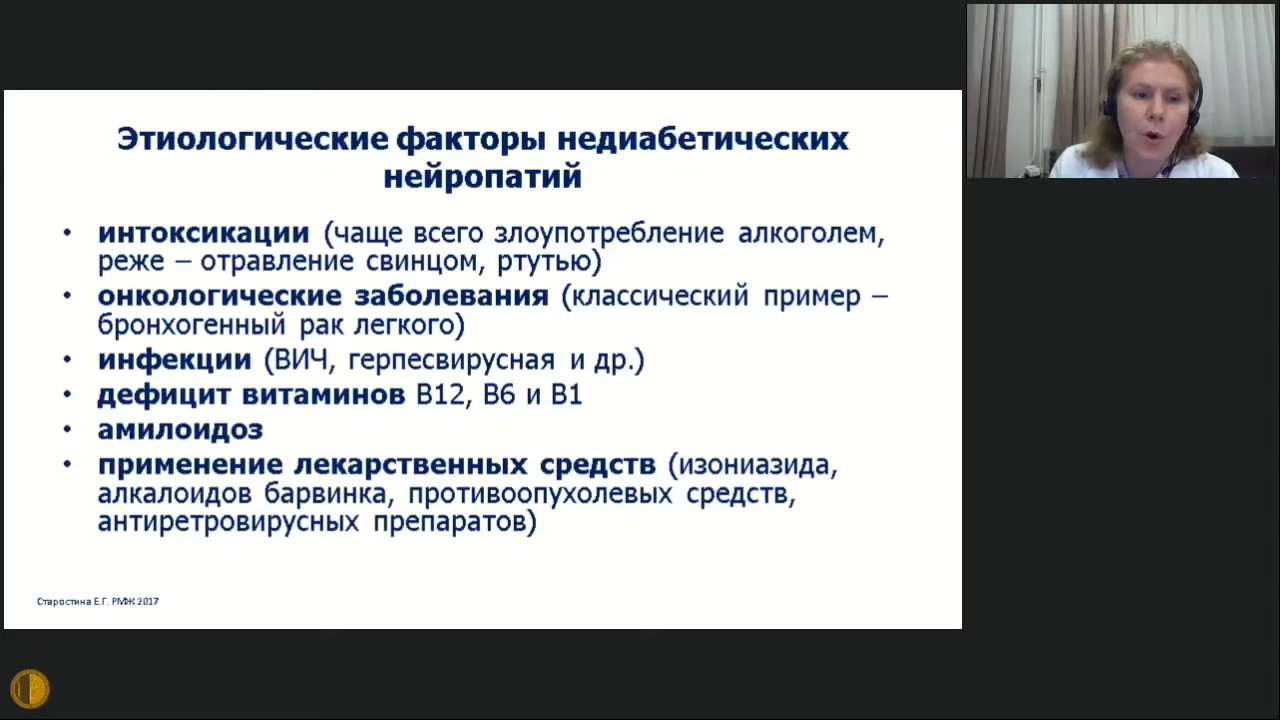 Этиологические факторы недиабетических
нейропатий
• интоксикации (чаще всего злоупотребление алкоголем,
реже – отравление свинцом, ртутью)
• онкологические заболевания (классический пример –
бронхогенный рак легкого)
• инфекции (ВИЧ, герпесвирусная и др.)
• дефицит витаминов В12, В6 и В1
• амилоидоз
• применение лекарственных средств (изониазида,
алкалоидов барвинка, противоопухолевых средств,
антиретровирусных препаратов)
Старостина Е.Г. РМЖ 2017